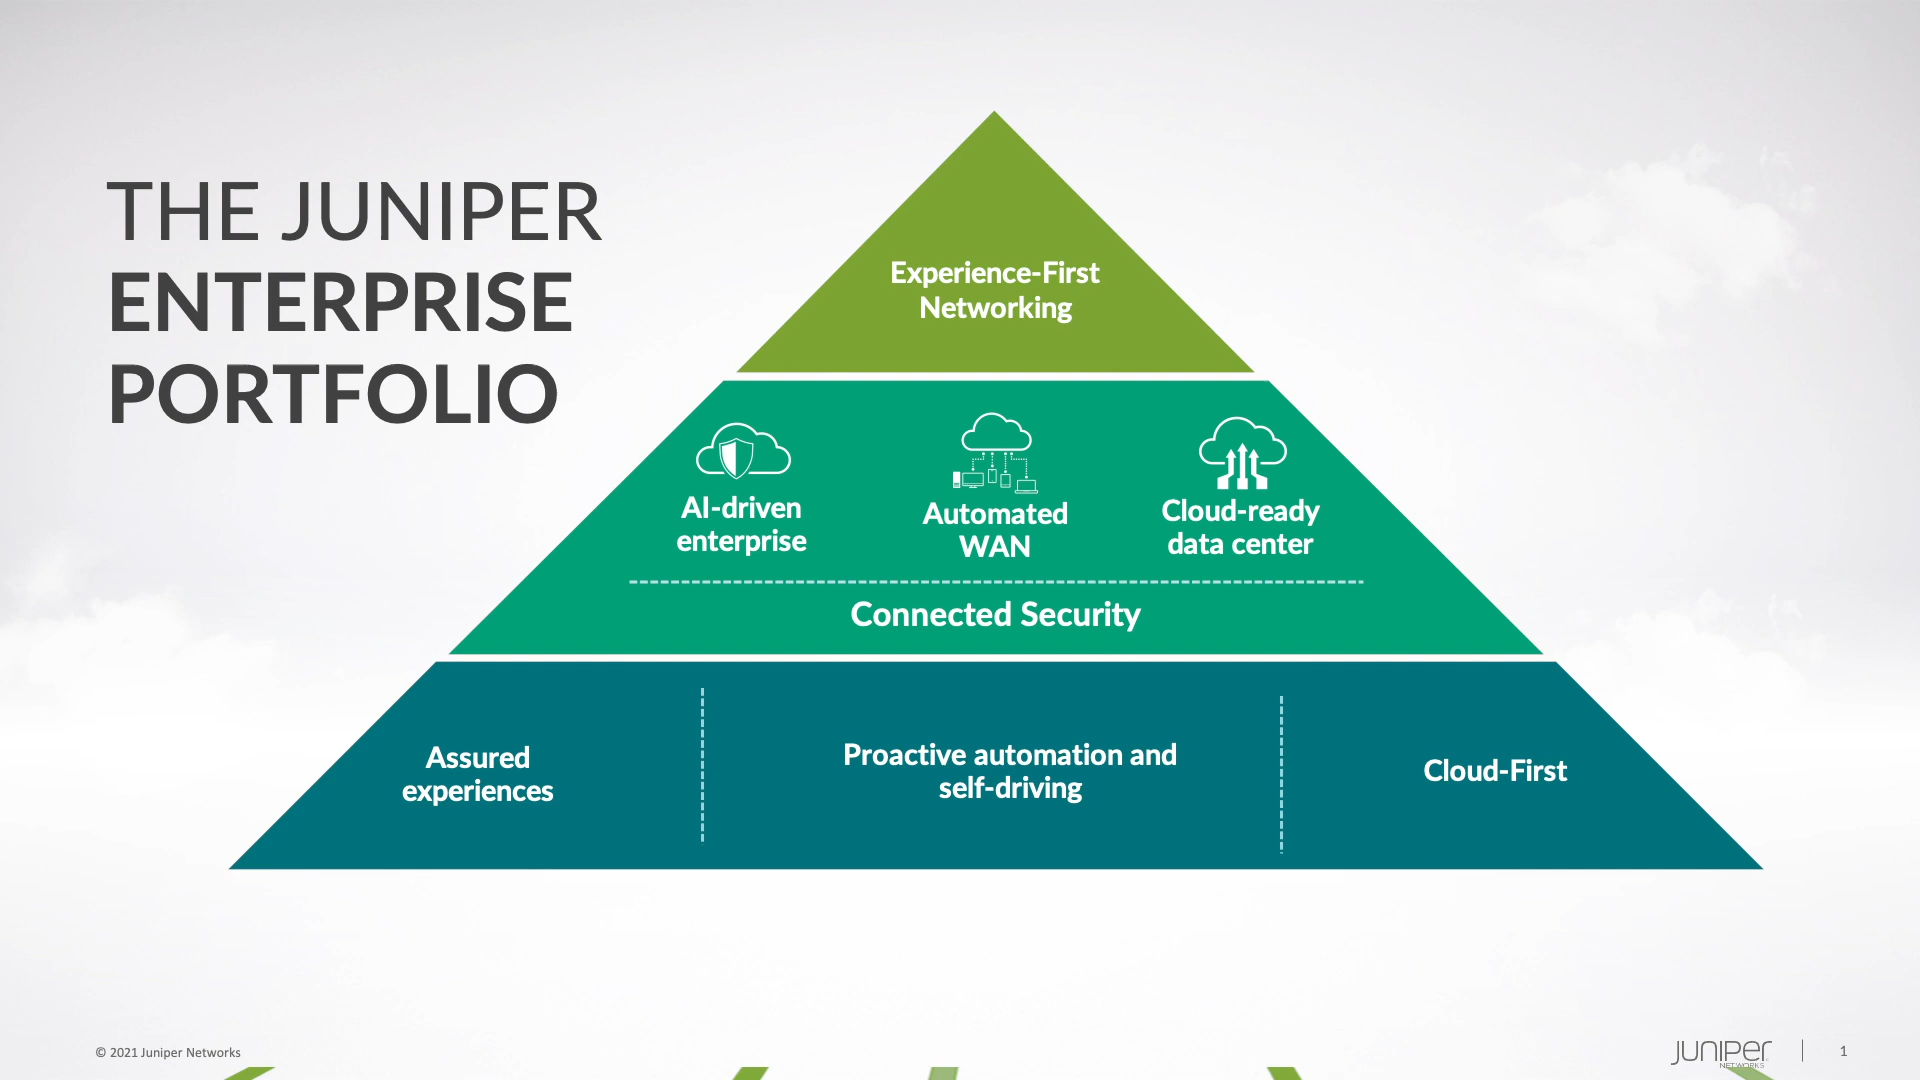 THE JUNIPER
ENTERPRISE
PORTFOLIO
Experience-First
Networking
AI-driven
enterprise
Automated
WAN
Cloud-ready
data center
Connected Security
Assured
experiences
Proactive automation and
self-driving
Cloud-First
© 2021 Juniper Networks
JUNIPER
NETWORKS
1